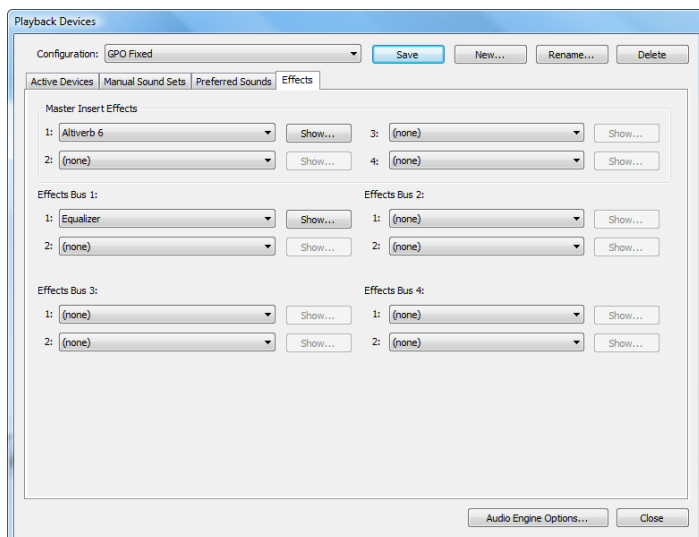 Playback Devices
Configuration: GPO Fixed Save New... Rename... Delete
Active Devices Manual Sound Sets Preferred Sounds Effects
Master Insert Effects
1: Altiverb 6 Show... 3: (none) Show...
2: (none) Show... 4: (none) Show...
Effects Bus 1: Effects Bus 2:
1: Equalizer Show... 1: (none) Show...
2: (none) Show... 2: (none) Show...
Effects Bus 3: Effects Bus 4:
1: (none) Show... 1: (none) Show...
2: (none) Show... 2: (none) Show...
Audio Engine Options... Close